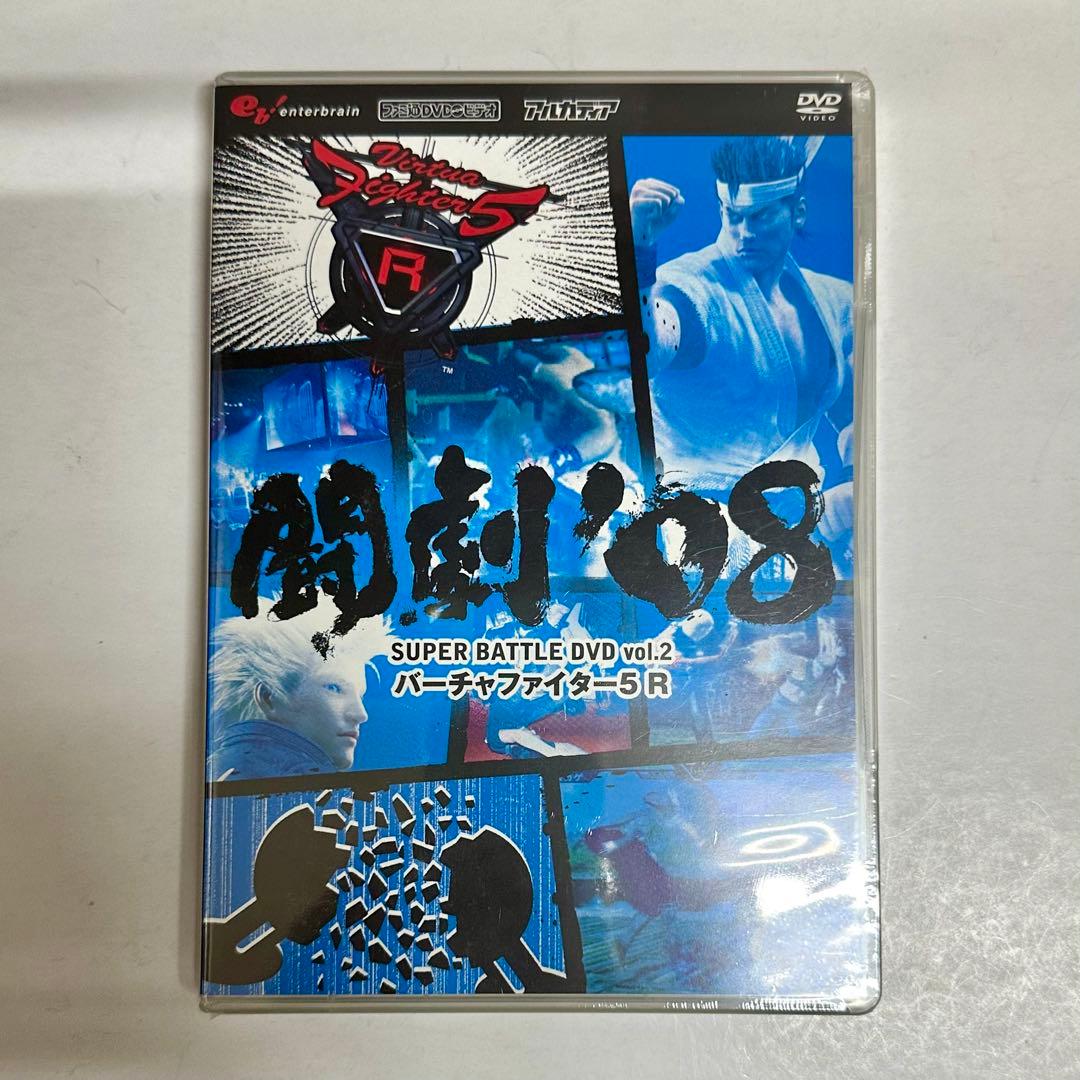 eb! enterbrain
ファミ通DVDビデオ
アルカディア
DVD
VIDEO
Virtua
Fighter 5
R
TM
闘劇'08
SUPER BATTLE DVD vol.2
バーチャファイター5 R